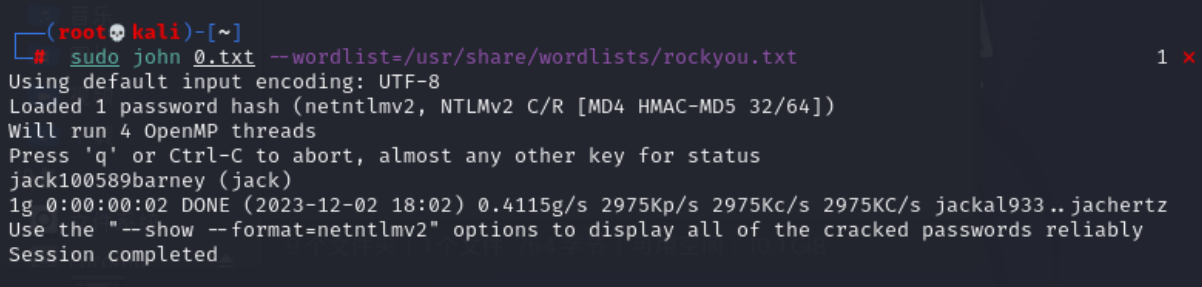 音乐
┌──(root💀kali)-[~]
└─# sudo john 0.txt --wordlist=/usr/share/wordlists/rockyou.txt 1 ⨯
Using default input encoding: UTF-8
Loaded 1 password hash (netntlmv2, NTLMv2 C/R [MD4 HMAC-MD5 32/64])
Will run 4 OpenMP threads
Press 'q' or Ctrl-C to abort, almost any other key for status
jack100589barney (jack)
1g 0:00:00:02 DONE (2023-12-02 18:02) 0.4115g/s 2975Kp/s 2975Kc/s 2975KC/s jackal933..jachertz
Use the "--show --format=netntlmv2" options to display all of the cracked passwords reliably
Session completed